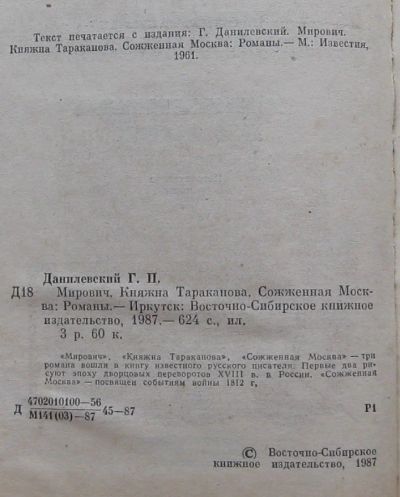 Текст печатается с издания: Г. Данилевский. Мирович.
Княжна Тараканова. Сожженная Москва: Романы.— М.: Известия,
1961.
Данилевский Г. П.
Д18 Мирович. Княжна Тараканова. Сожженная Моск-
ва: Романы.— Иркутск: Восточно-Сибирское книжное
издательство, 1987.— 624 с., ил.
3 р. 60 к.
«Мирович», «Княжна Тараканова», «Сожженная Москва» — три
романа вошли в книгу известного русского писателя. Первые два ри-
суют эпоху дворцовых переворотов XVIII в. в России. «Сожженная
Москва» — посвящен событиям войны 1812 г,
4702010100—56
Д 45—87 Р1
М141(03)—87
© Восточно-Сибирское
книжное издательство, 1987